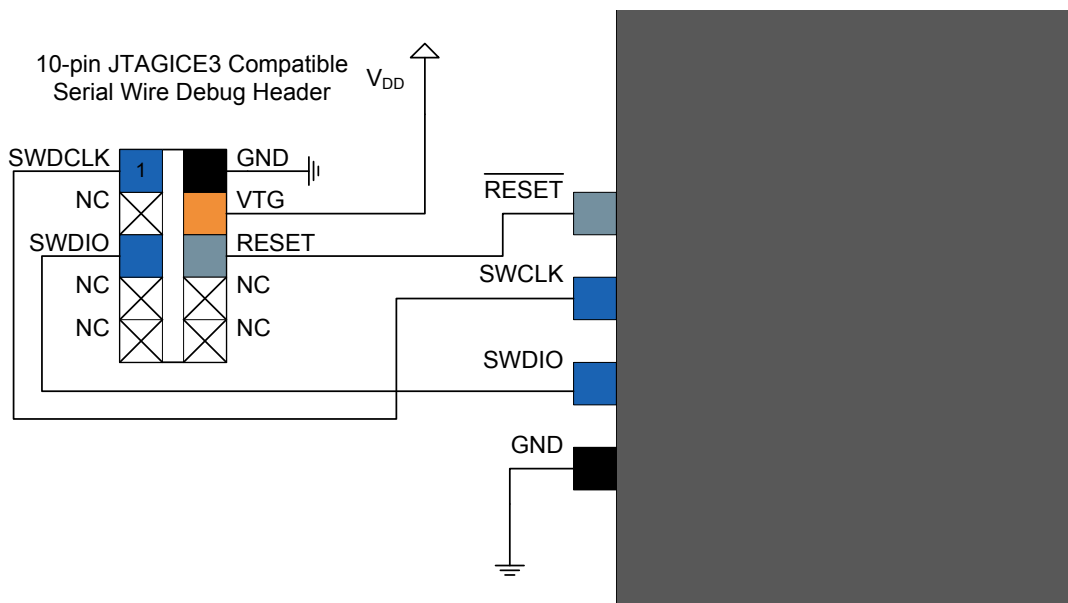 10-pin JTAGICE3 Compatible
Serial Wire Debug Header
VDD
SWDCLK
1
GND
NC
VTG
SWDIO
RESET
NC
NC
NC
NC
RESET
SWCLK
SWDIO
GND